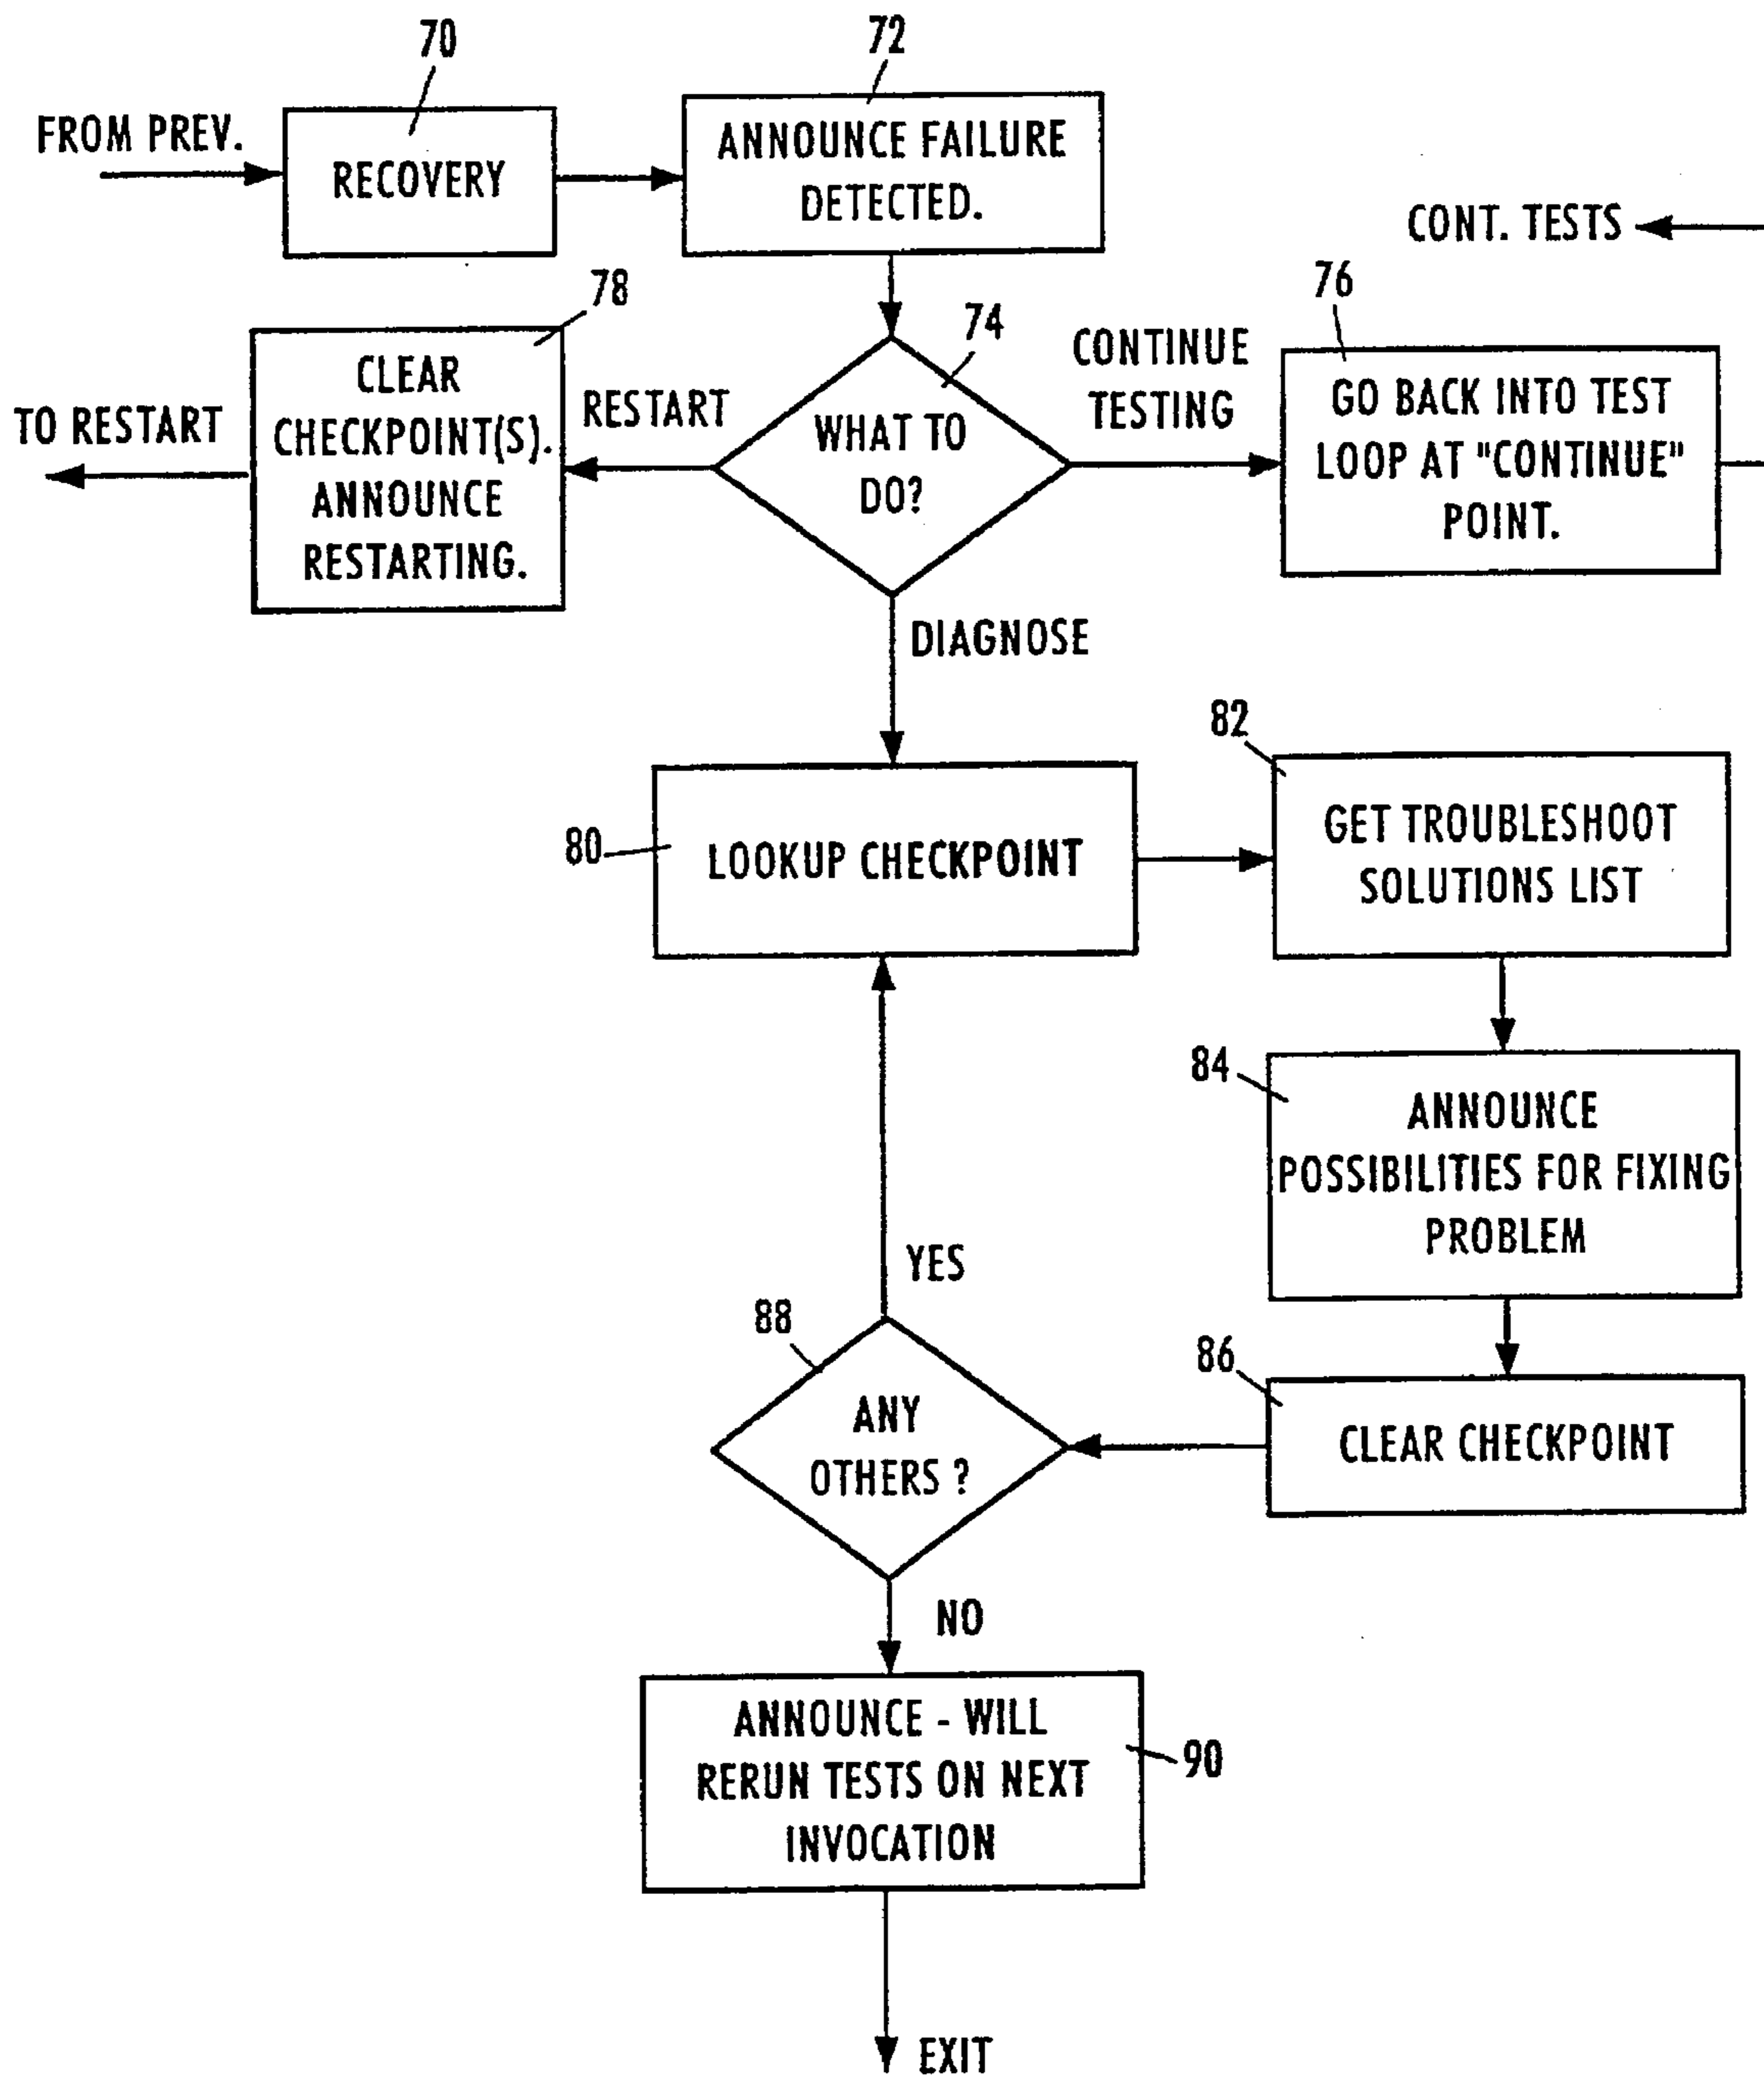 70
72
FROM PREV.
RECOVERY
ANNOUNCE FAILURE
DETECTED.
CONT. TESTS
78
74
76
CLEAR
CHECKPOINT(S).
ANNOUNCE
RESTARTING.
TO RESTART
RESTART
WHAT TO
DO?
CONTINUE
TESTING
GO BACK INTO TEST
LOOP AT "CONTINUE"
POINT.
DIAGNOSE
80
LOOKUP CHECKPOINT
82
GET TROUBLESHOOT
SOLUTIONS LIST
84
ANNOUNCE
POSSIBILITIES FOR FIXING
PROBLEM
YES
88
86
ANY
OTHERS ?
CLEAR CHECKPOINT
NO
ANNOUNCE - WILL
RERUN TESTS ON NEXT
INVOCATION
90
EXIT